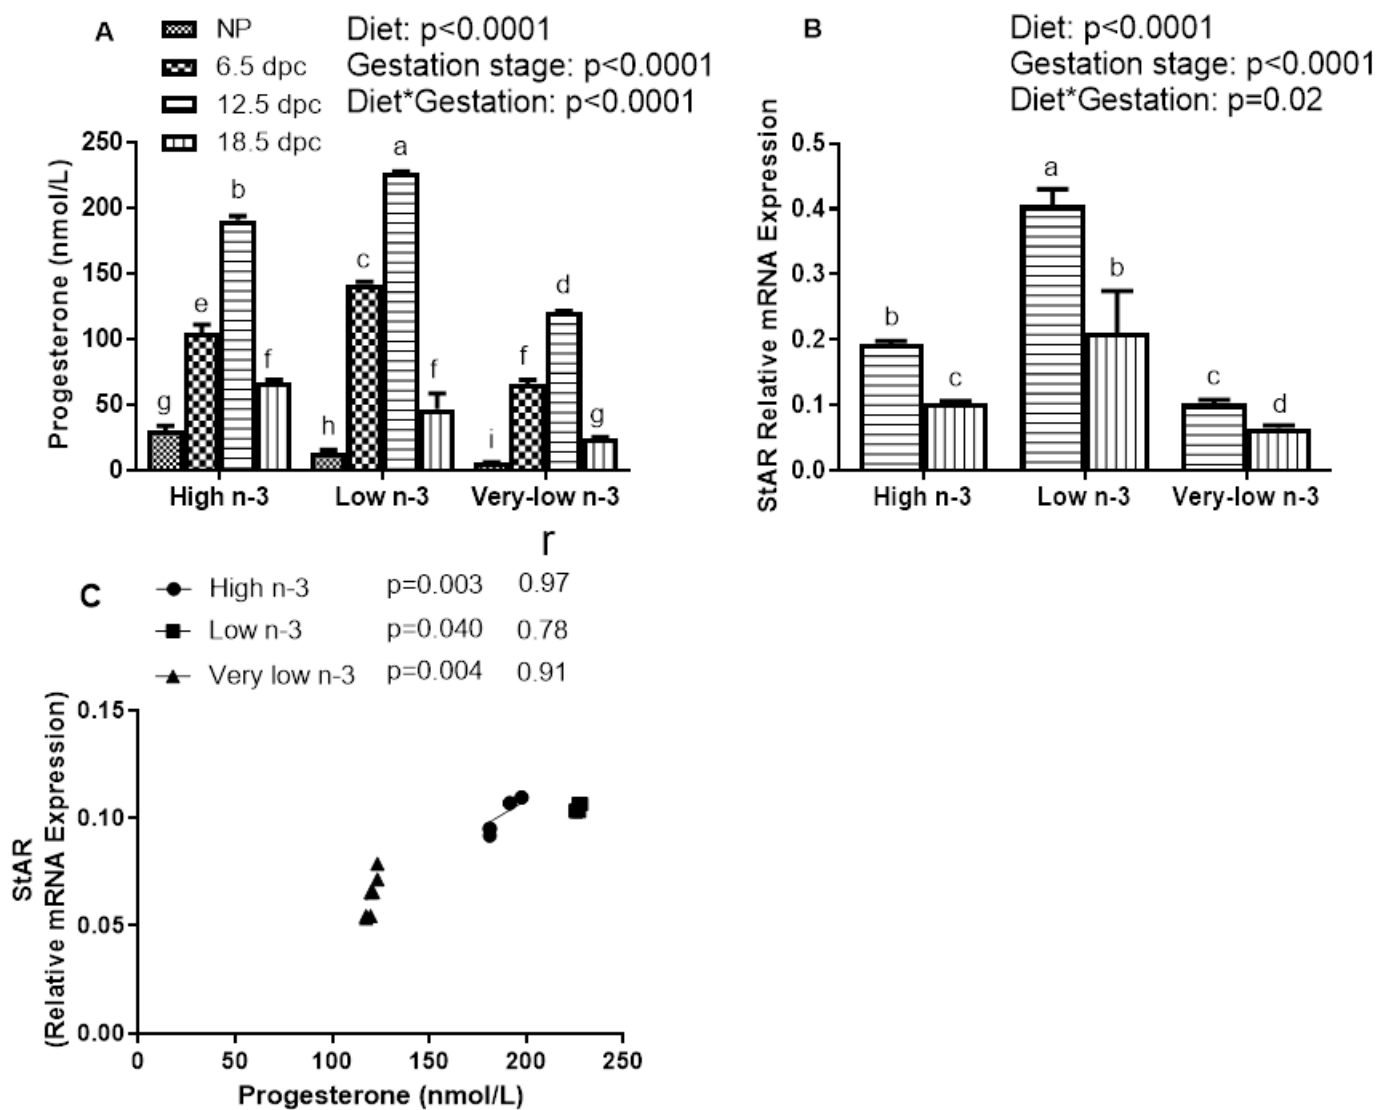 A
NP
6.5 dpc
12.5 dpc
18.5 dpc
Diet: p<0.0001
Gestation stage: p<0.0001
Diet*Gestation: p<0.0001
Progesterone (nmol/L)
250
200
150
100
50
0
g
e
b
f
h
c
a
f
i
f
d
g
High n-3
Low n-3
Very-low n-3
B
Diet: p<0.0001
Gestation stage: p<0.0001
Diet*Gestation: p=0.02
StAR Relative mRNA Expression
0.5
0.4
0.3
0.2
0.1
0.0
b
c
a
b
c
d
High n-3
Low n-3
Very-low n-3
C
r
High n-3 p=0.003 0.97
Low n-3 p=0.040 0.78
Very low n-3 p=0.004 0.91
StAR
(Relative mRNA Expression)
0.15
0.10
0.05
0.00
0 50 100 150 200 250
Progesterone (nmol/L)